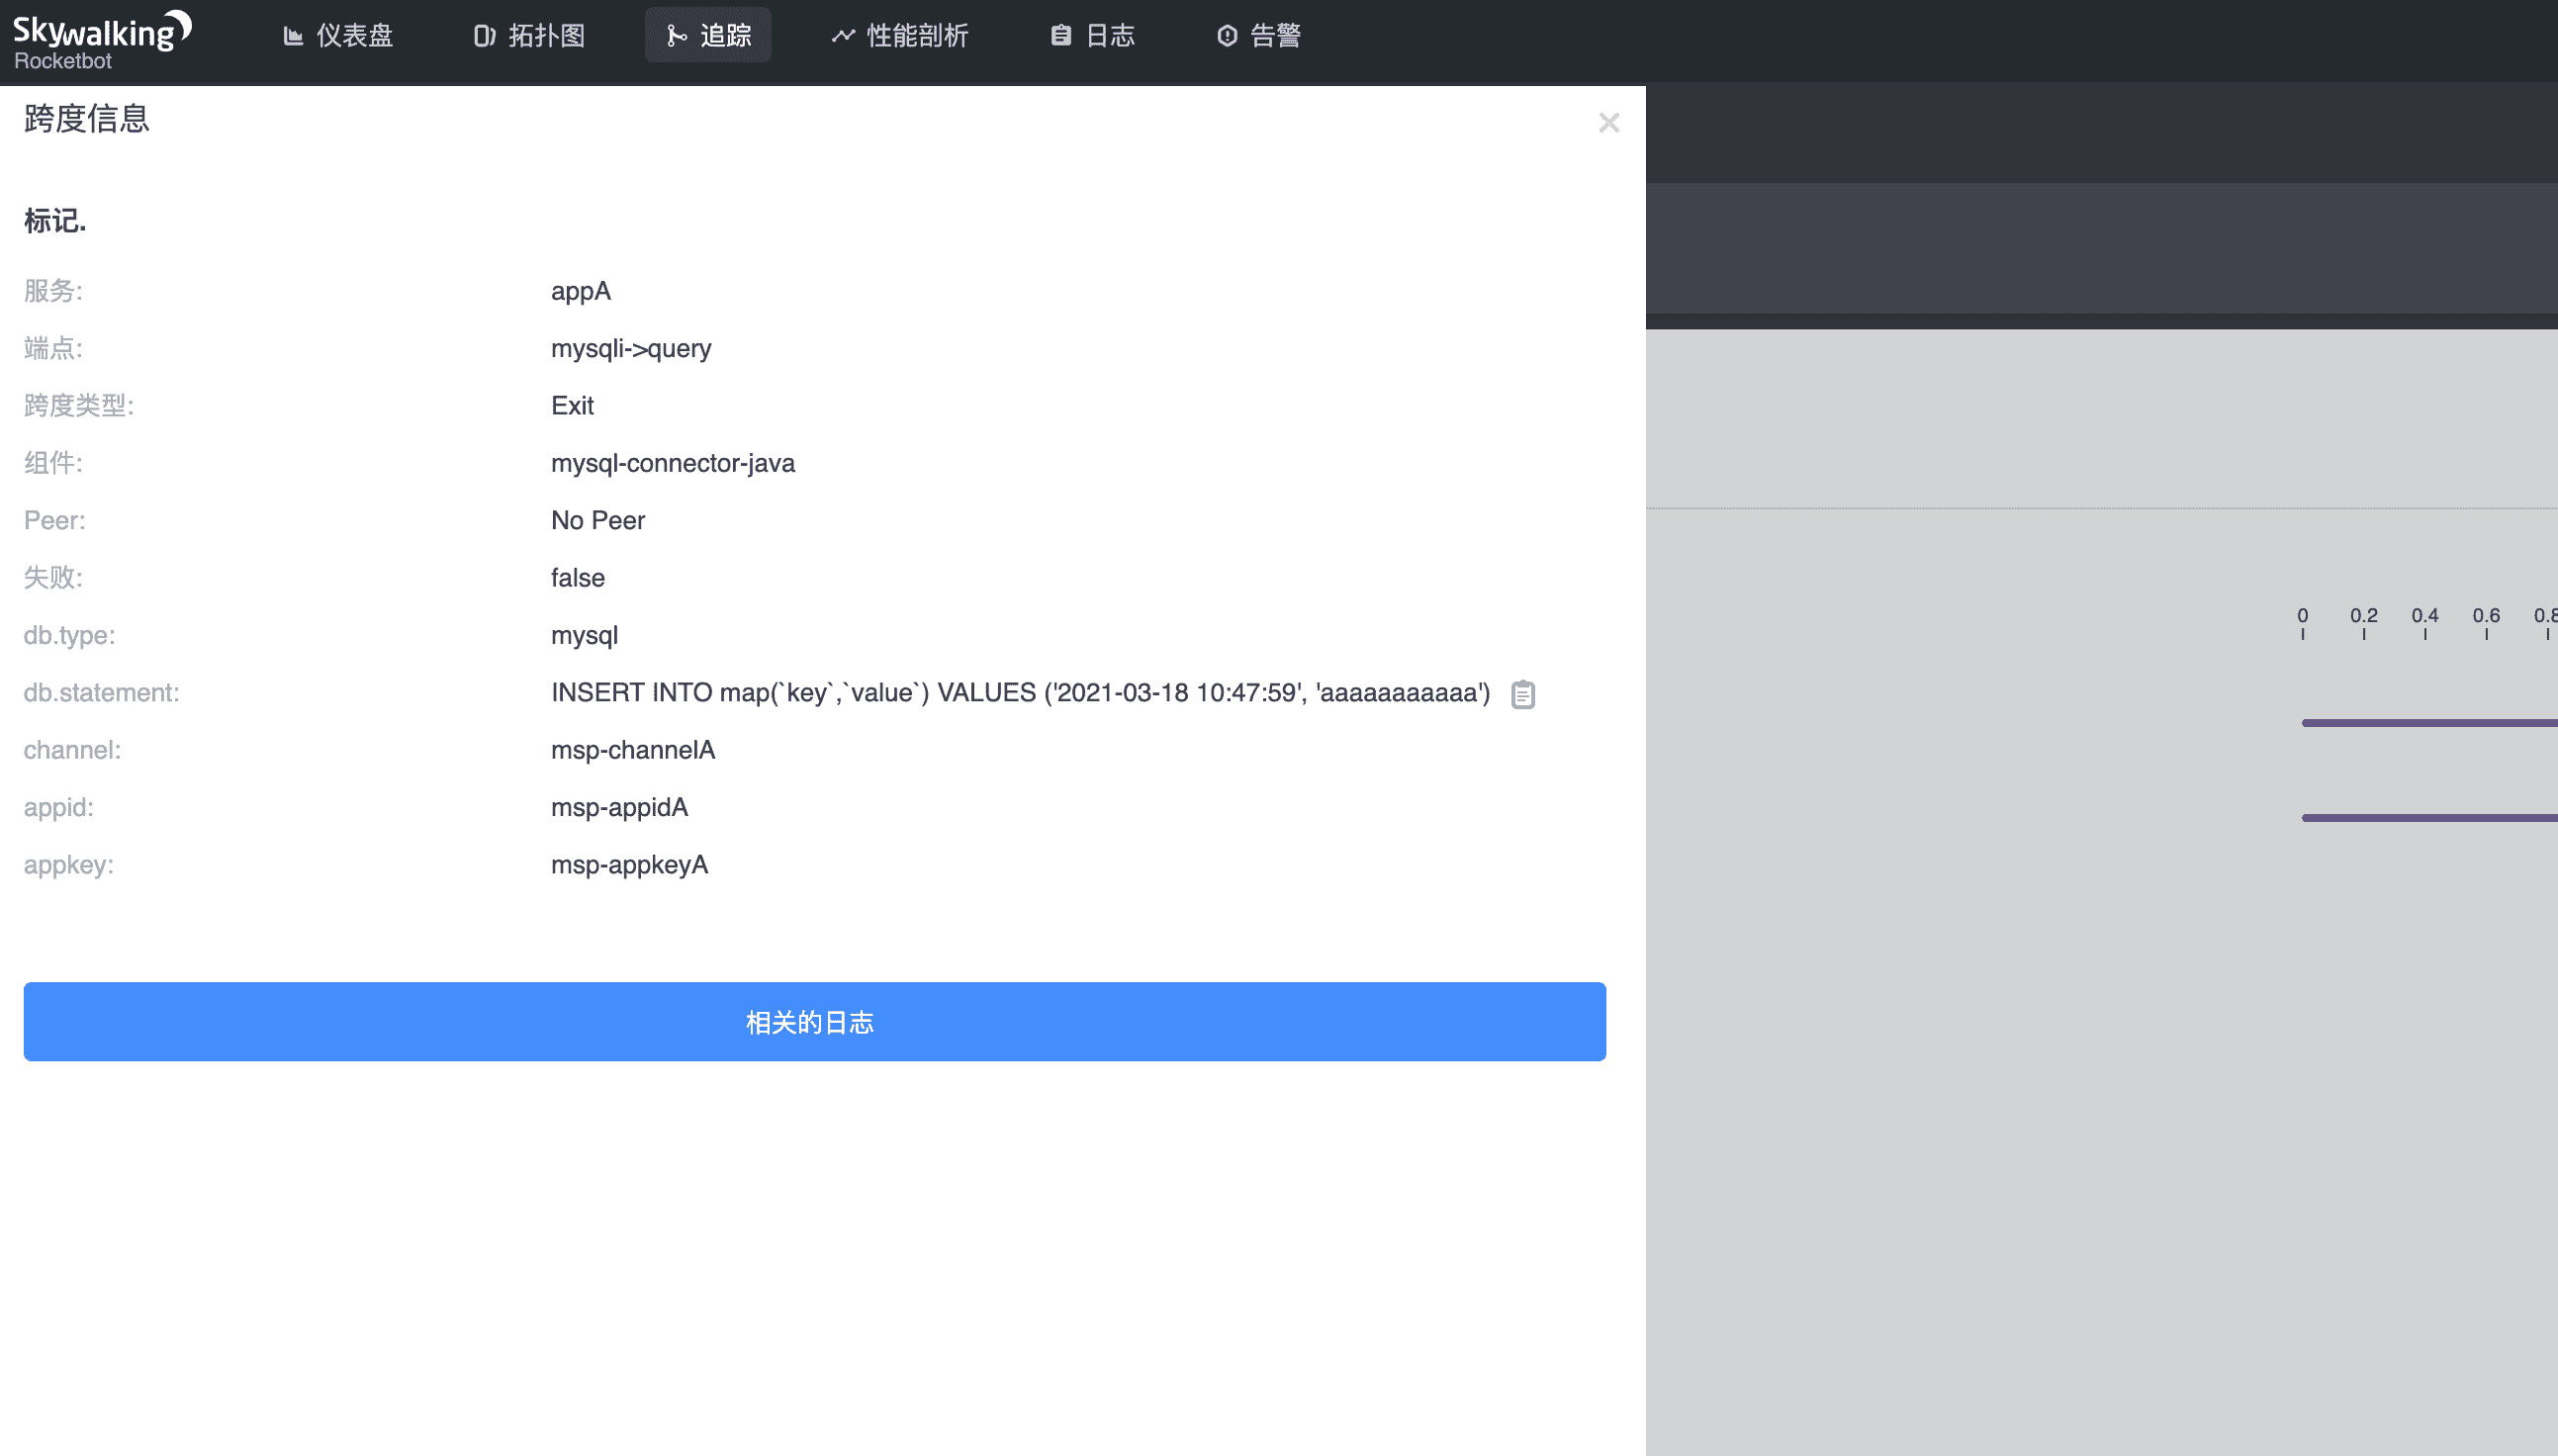 Skywalking
Rocketbot
仪表盘 拓扑图 追踪 性能剖析 日志 告警
跨度信息
标记.
服务: appA
端点: mysqli->query
跨度类型: Exit
组件: mysql-connector-java
Peer: No Peer
失败: false
db.type: mysql
db.statement: INSERT INTO map(`key`,`value`) VALUES ('2021-03-18 10:47:59', 'aaaaaaaaaaa')
channel: msp-channelA
appid: msp-appidA
appkey: msp-appkeyA
相关的日志
0 0.2 0.4 0.6 0.8